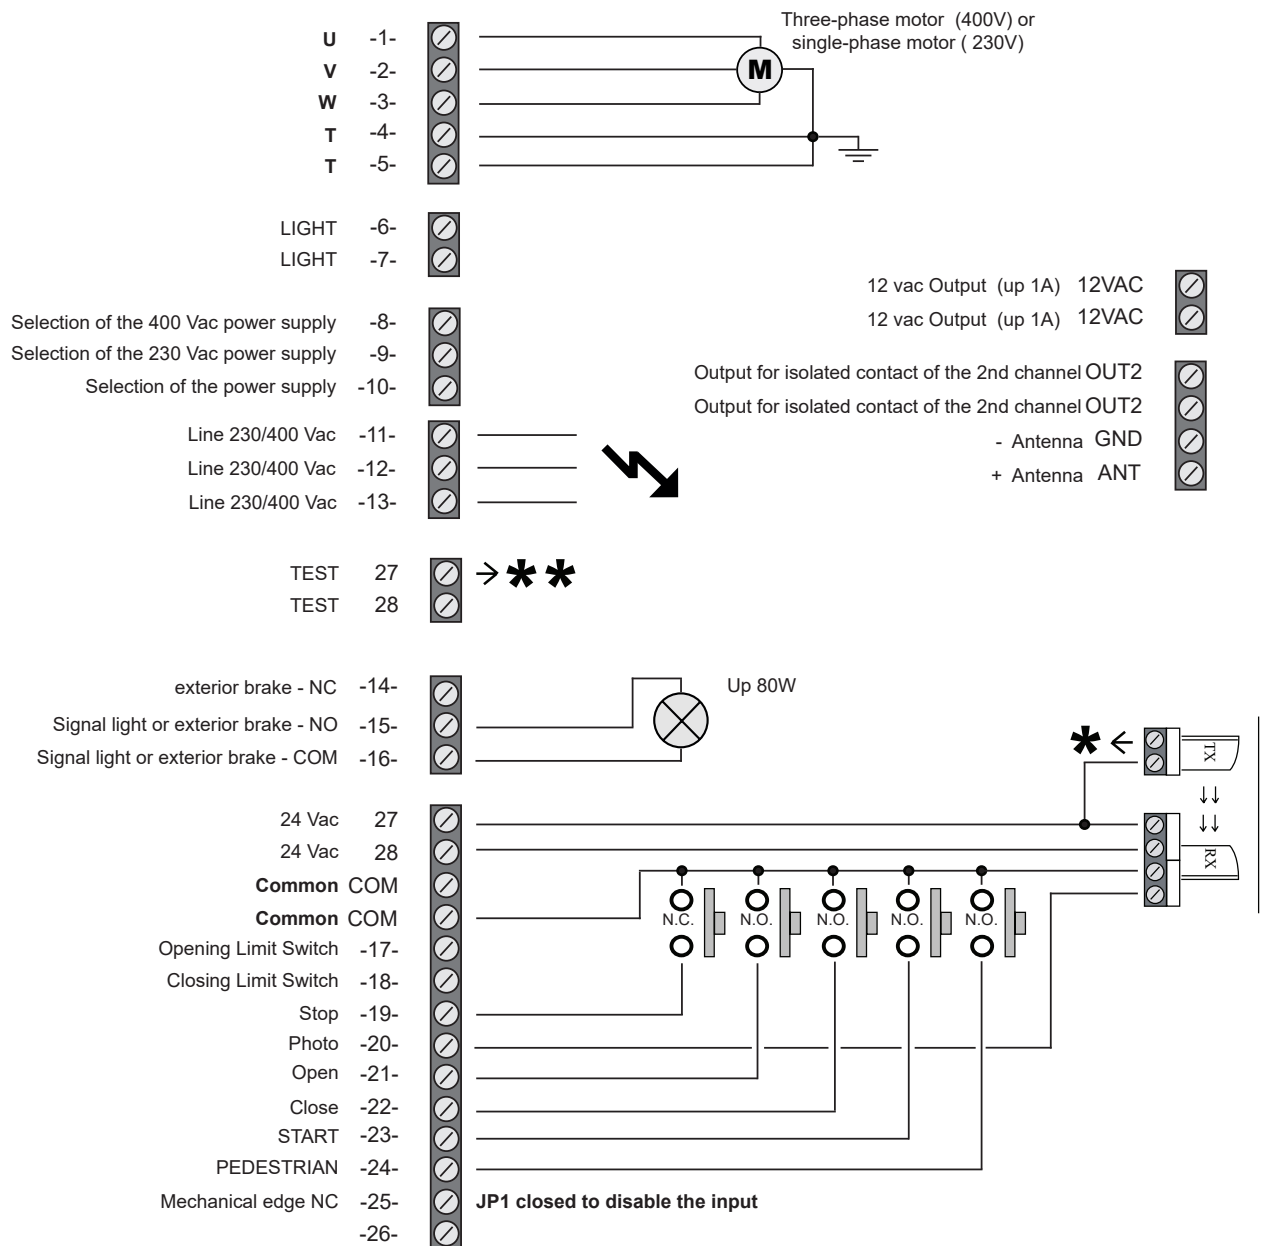 Three-phase motor (400V) or
single-phase motor ( 230V)
U -1-
V -2-
M
W -3-
T -4-
T -5-
LIGHT -6-
LIGHT -7-
12 vac Output (up 1A) 12VAC
12 vac Output (up 1A) 12VAC
Selection of the 400 Vac power supply -8-
Selection of the 230 Vac power supply -9-
Selection of the power supply -10-
Output for isolated contact of the 2nd channel OUT2
Output for isolated contact of the 2nd channel OUT2
- Antenna GND
+ Antenna ANT
Line 230/400 Vac -11-
Line 230/400 Vac -12-
Line 230/400 Vac -13-
TEST 27 **
TEST 28
exterior brake - NC -14-
Up 80W
Signal light or exterior brake - NO -15-
Signal light or exterior brake - COM -16-
* TX
24 Vac 27
24 Vac 28
RX
Common COM
Common COM
N.C. N.O. N.O. N.O. N.O.
Opening Limit Switch -17-
Closing Limit Switch -18-
Stop -19-
Photo -20-
Open -21-
Close -22-
START -23-
PEDESTRIAN -24-
Mechanical edge NC -25- JP1 closed to disable the input
-26-